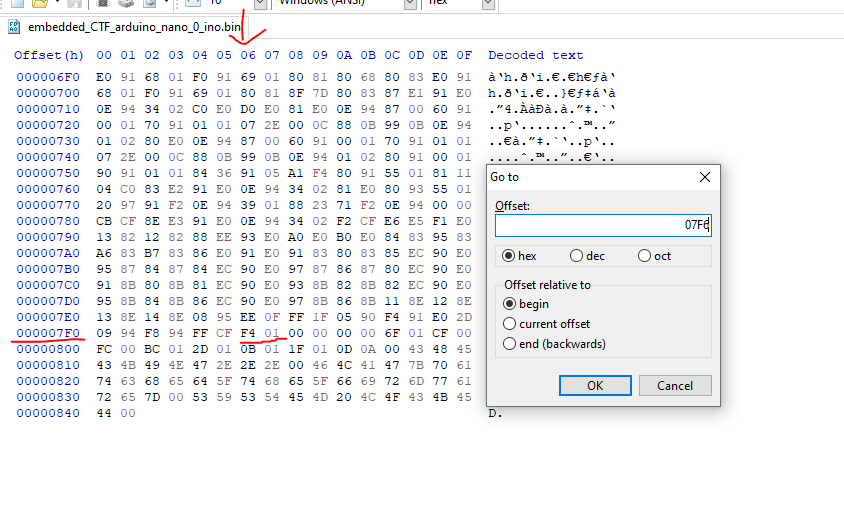 10 Windows (ANSI) hex
embedded_CTF_arduino_nano_0_ino.bin
Offset(h) 00 01 02 03 04 05 06 07 08 09 0A 0B 0C 0D 0E 0F Decoded text
000006F0 E0 91 68 01 F0 91 69 01 80 81 80 68 80 83 E0 91 à‘h.ð‘i.€.€h€ƒà‘
00000700 68 01 F0 91 69 01 80 81 8F 7D 80 83 87 E1 91 E0 h.ð‘i.€..}€ƒ‡á‘à
00000710 0E 94 34 02 C0 E0 D0 E0 81 E0 0E 94 87 00 60 91 .”4.ÀàÐà.à.”‡.`‘
00000720 00 01 70 91 01 01 07 2E 00 0C 88 0B 99 0B 0E 94 ..p‘......ˆ.™..”
00000730 01 02 80 E0 0E 94 87 00 60 91 00 01 70 91 01 01 ..€à.”‡.`‘..p‘..
00000740 07 2E 00 0C 88 0B 99 0B 0E 94 01 02 80 91 00 01 ....ˆ.™..”..€‘..
00000750 90 91 01 01 84 36 91 05 A1 F4 80 91 55 01 81 11
00000760 04 C0 83 E2 91 E0 0E 94 34 02 81 E0 80 93 55 01
00000770 20 97 91 F2 0E 94 39 01 88 23 71 F2 0E 94 00 00
00000780 CB CF 8E E3 91 E0 0E 94 34 02 F2 CF E6 E5 F1 E0
00000790 13 82 12 82 88 EE 93 E0 A0 E0 B0 E0 84 83 95 83
000007A0 A6 83 B7 83 86 E0 91 E0 91 83 80 83 85 EC 90 E0
000007B0 95 87 84 87 84 EC 90 E0 97 87 86 87 80 EC 90 E0
000007C0 91 8B 80 8B 81 EC 90 E0 93 8B 82 8B 82 EC 90 E0
000007D0 95 8B 84 8B 86 EC 90 E0 97 8B 86 8B 11 8E 12 8E
000007E0 13 8E 14 8E 08 95 EE 0F FF 1F 05 90 F4 91 E0 2D
000007F0 09 94 F8 94 FF CF F4 01 00 00 00 00 6F 01 CF 00
00000800 FC 00 BC 01 2D 01 0B 01 1F 01 0D 0A 00 43 48 45
00000810 43 4B 49 4E 47 2E 2E 2E 00 46 4C 41 47 7B 70 61
00000820 74 63 68 65 64 5F 74 68 65 5F 66 69 72 6D 77 61
00000830 72 65 7D 00 53 59 53 54 45 4D 20 4C 4F 43 4B 45
00000840 44 00 D.
Go to
Offset:
07F6
hex dec oct
Offset relative to
begin
current offset
end (backwards)
OK Cancel